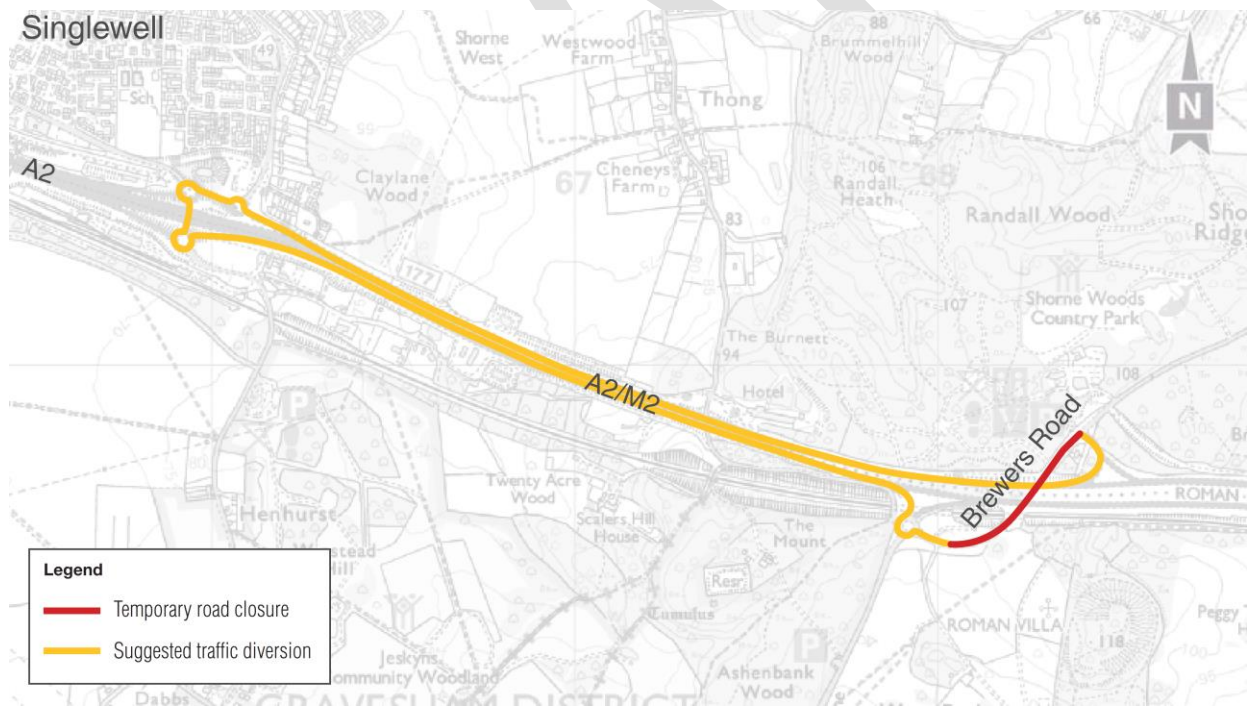 Singlewell
49
Sch
A2
Shorne
West
Westwood
Farm
88
66
Brummelhill
Wood
N
Thong
Claylane
Wood
67
Cheneys
Farm
106
Randall
Heath
68
Randall Wood
Ridge
83
177
107
Shorne Woods
Country Park
The Burnett
94
108
Hotel
A2/M2
P
Brewers Road
ROMAN
Twenty Acre
Wood
Scalers Hill
House
The
Mount
Henhurst
Resr
Tumulus
ROMAN VILLA
118
P
Jeskyns
Community Woodland
Ashenbank
Wood
GRAVESHAM DISTRICT
Dabbs
Legend
Temporary road closure
Suggested traffic diversion